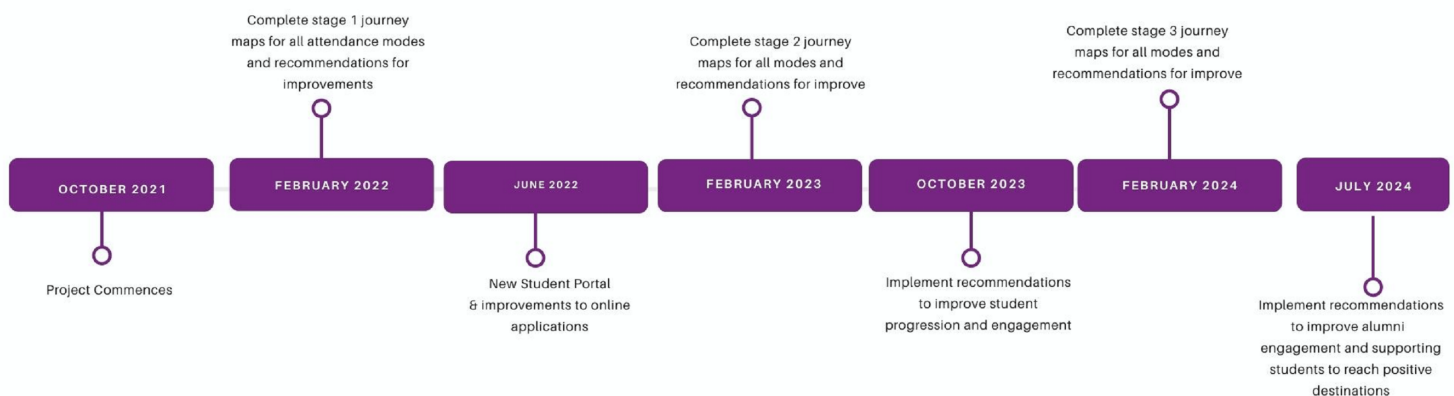 Complete stage 1 journey
maps for all attendance modes
and recommendations for
improvements
Complete stage 2 journey
maps for all modes and
recommendations for improve
Complete stage 3 journey
maps for all modes and
recommendations for improve
OCTOBER 2021
FEBRUARY 2022
JUNE 2022
FEBRUARY 2023
OCTOBER 2023
FEBRUARY 2024
JULY 2024
Project Commences
New Student Portal
& improvements to online
applications
Implement recommendations
to improve student
progression and engagement
Implement recommendations
to improve alumni
engagement and supporting
students to reach positive
destinations